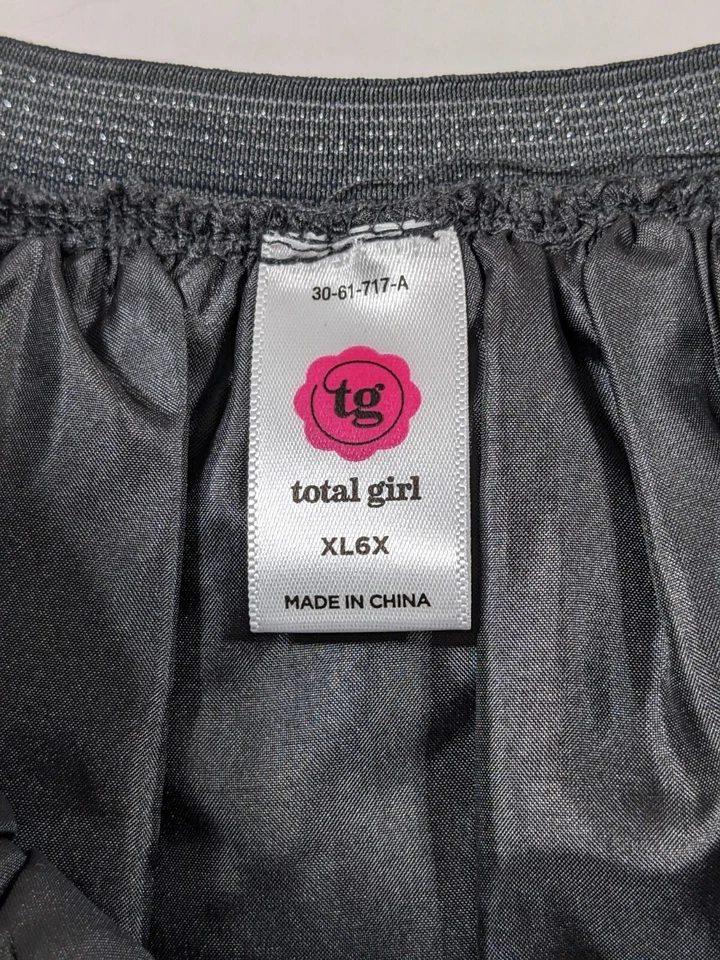 30-61-717-A
tg
total girl
XL6X
MADE IN CHINA